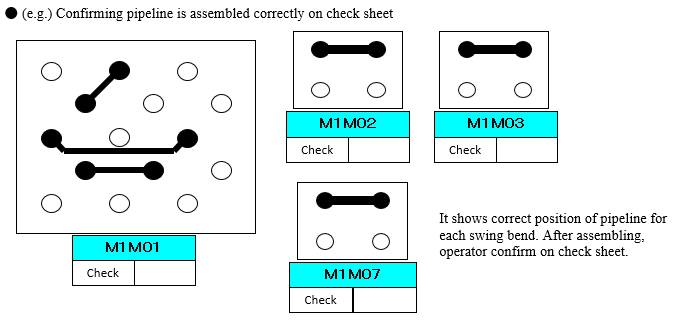 ● (e.g.) Confirming pipeline is assembled correctly on check sheet
M1M02
Check
M1M03
Check
M1M01
Check
M1M07
Check
It shows correct position of pipeline for
each swing bend. After assembling,
operator confirm on check sheet.